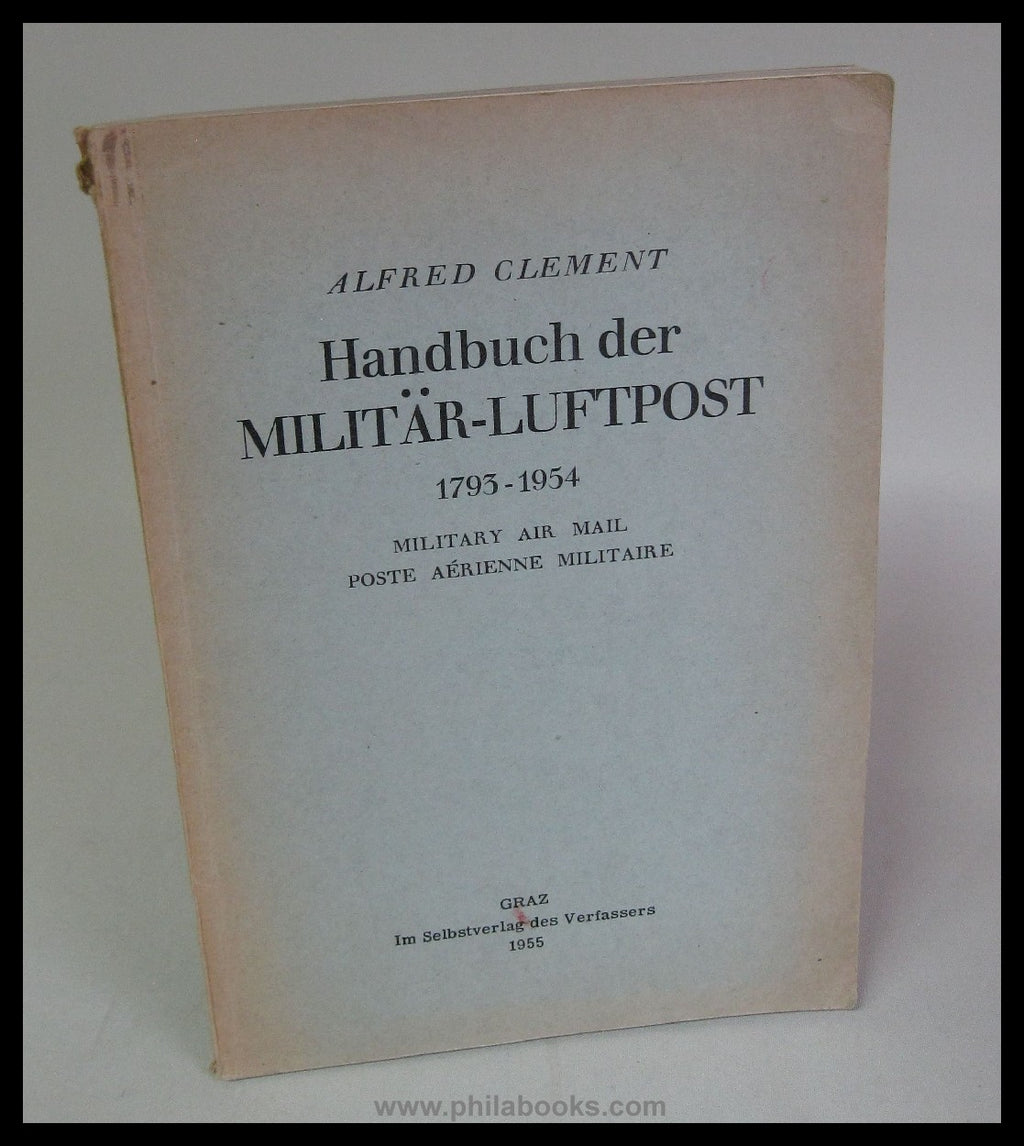 ALFRED CLEMENT
Handbuch der
MILITÄR-LUFTPOST
1793-1954
MILITARY AIR MAIL
POSTE AÉRIENNE MILITAIRE
GRAZ
Im Selbstverlag des Verfassers
1955
www.philabooks.com